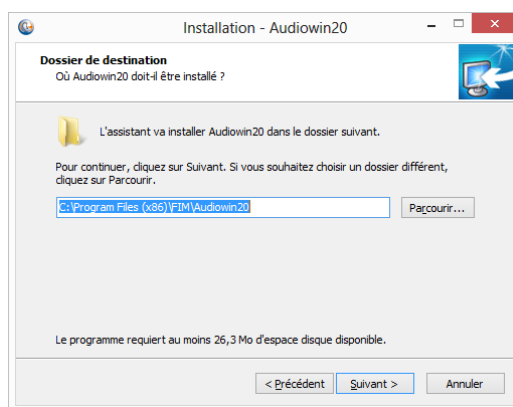 Installation - Audiowin20
Dossier de destination
Où Audiowin20 doit-il être installé ?
L'assistant va installer Audiowin20 dans le dossier suivant.
Pour continuer, cliquez sur Suivant. Si vous souhaitez choisir un dossier différent,
cliquez sur Parcourir.
C:\Program Files (x86)\FIM\Audiowin20
Parcourir...
Le programme requiert au moins 26,3 Mo d'espace disque disponible.
< Précédent
Suivant >
Annuler